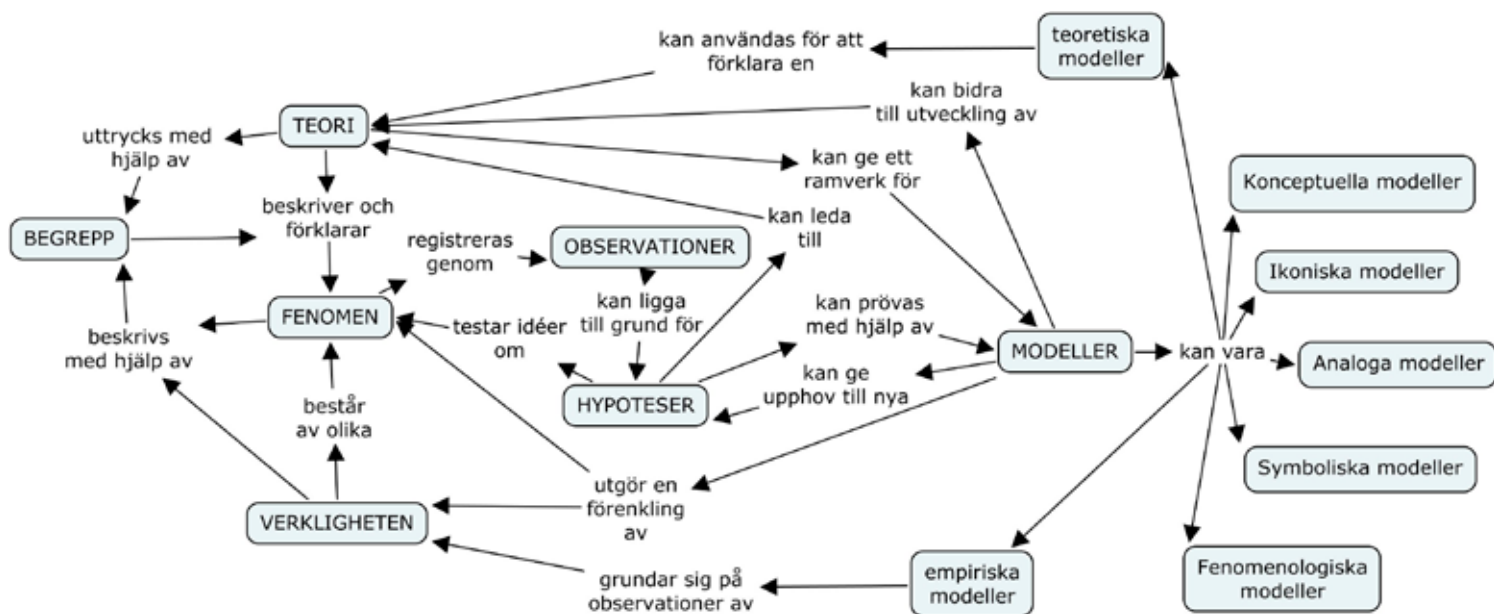 kan användas för att
förklara en
teoretiska
modeller
kan bidra
till utveckling av
TEORI
uttrycks med
hjälp av
kan ge ett
ramverk för
Konceptuella modeller
beskriver och
förklarar
kan leda
till
BEGREPP
registreras
genom
OBSERVATIONER
Ikoniska modeller
FENOMEN
testar idéer
om
kan ligga
till grund för
kan prövas
med hjälp av
beskrivs
med hjälp av
MODELLER
kan vara
Analoga modeller
kan ge
upphov till nya
HYPOTESER
består
av olika
Symboliska modeller
utgör en
förenkling
av
VERKLIGHETEN
grundar sig på
observationer av
empiriska
modeller
Fenomenologiska
modeller